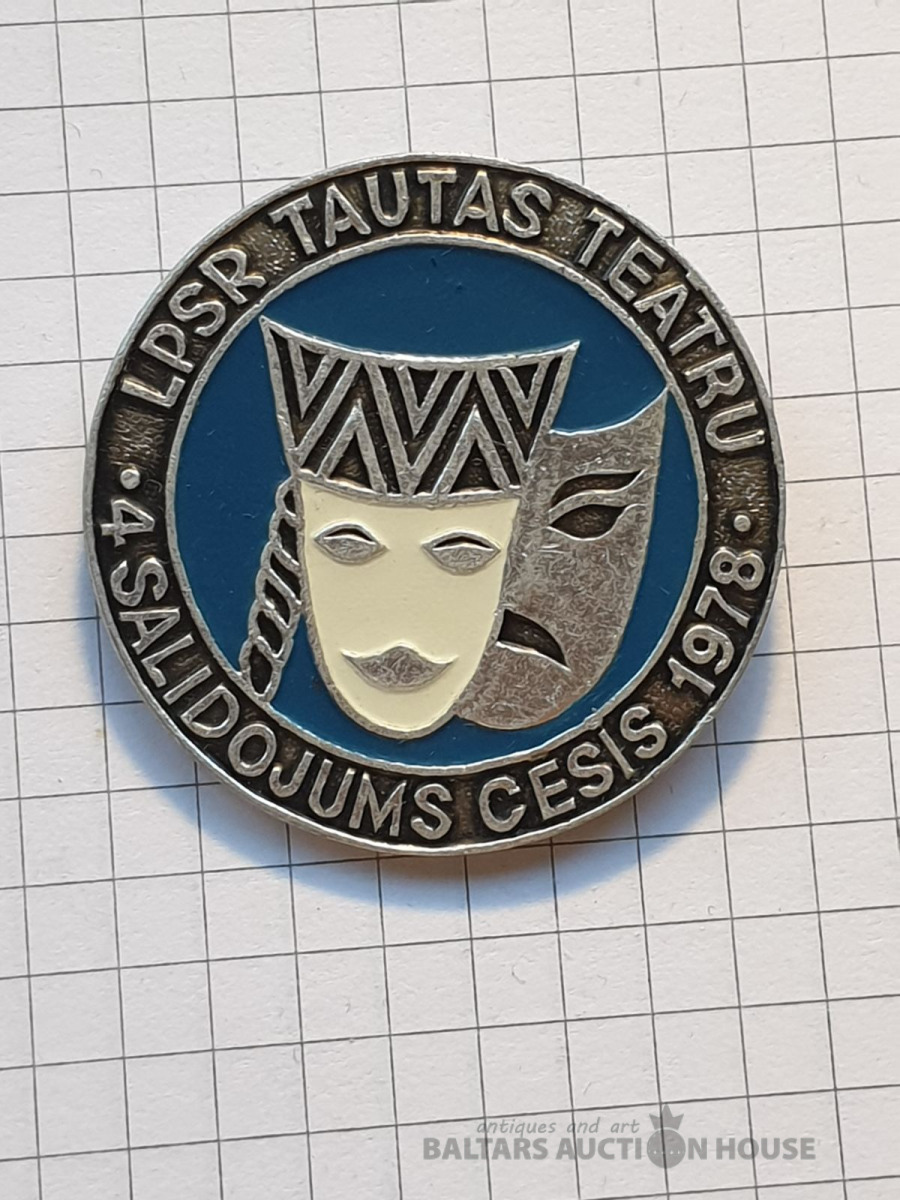 LPSR TAUTAS TEATRU
4 SALIDOJUMS CESIS 1978
antiques and art
BALTARS AUCTION HOUSE